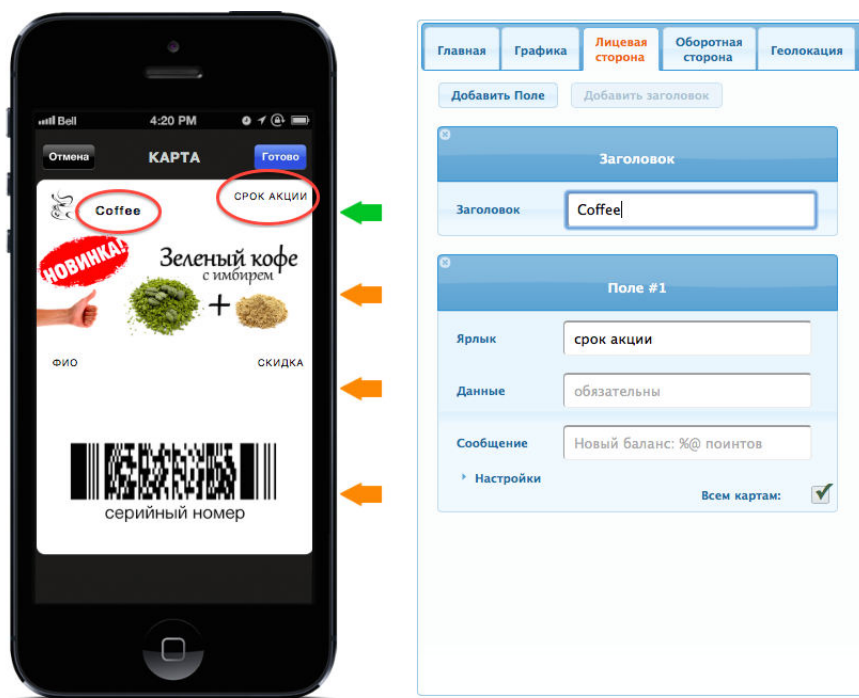 Bell
4:20 PM
Отмена
КАРТА
Готово
Coffee
СРОК АКЦИИ
НОВИНКА!
Зеленый кофе
с имбирем
+
ФИО
СКИДКА
серийный номер
Главная
Графика
Лицевая
сторона
Оборотная
сторона
Геолокация
Добавить Поле
Добавить заголовок
Заголовок
Заголовок
Coffee
Поле #1
Ярлык
срок акции
Данные
обязательны
Сообщение
Новый баланс: %@ поинтов
Настройки
Всем картам: